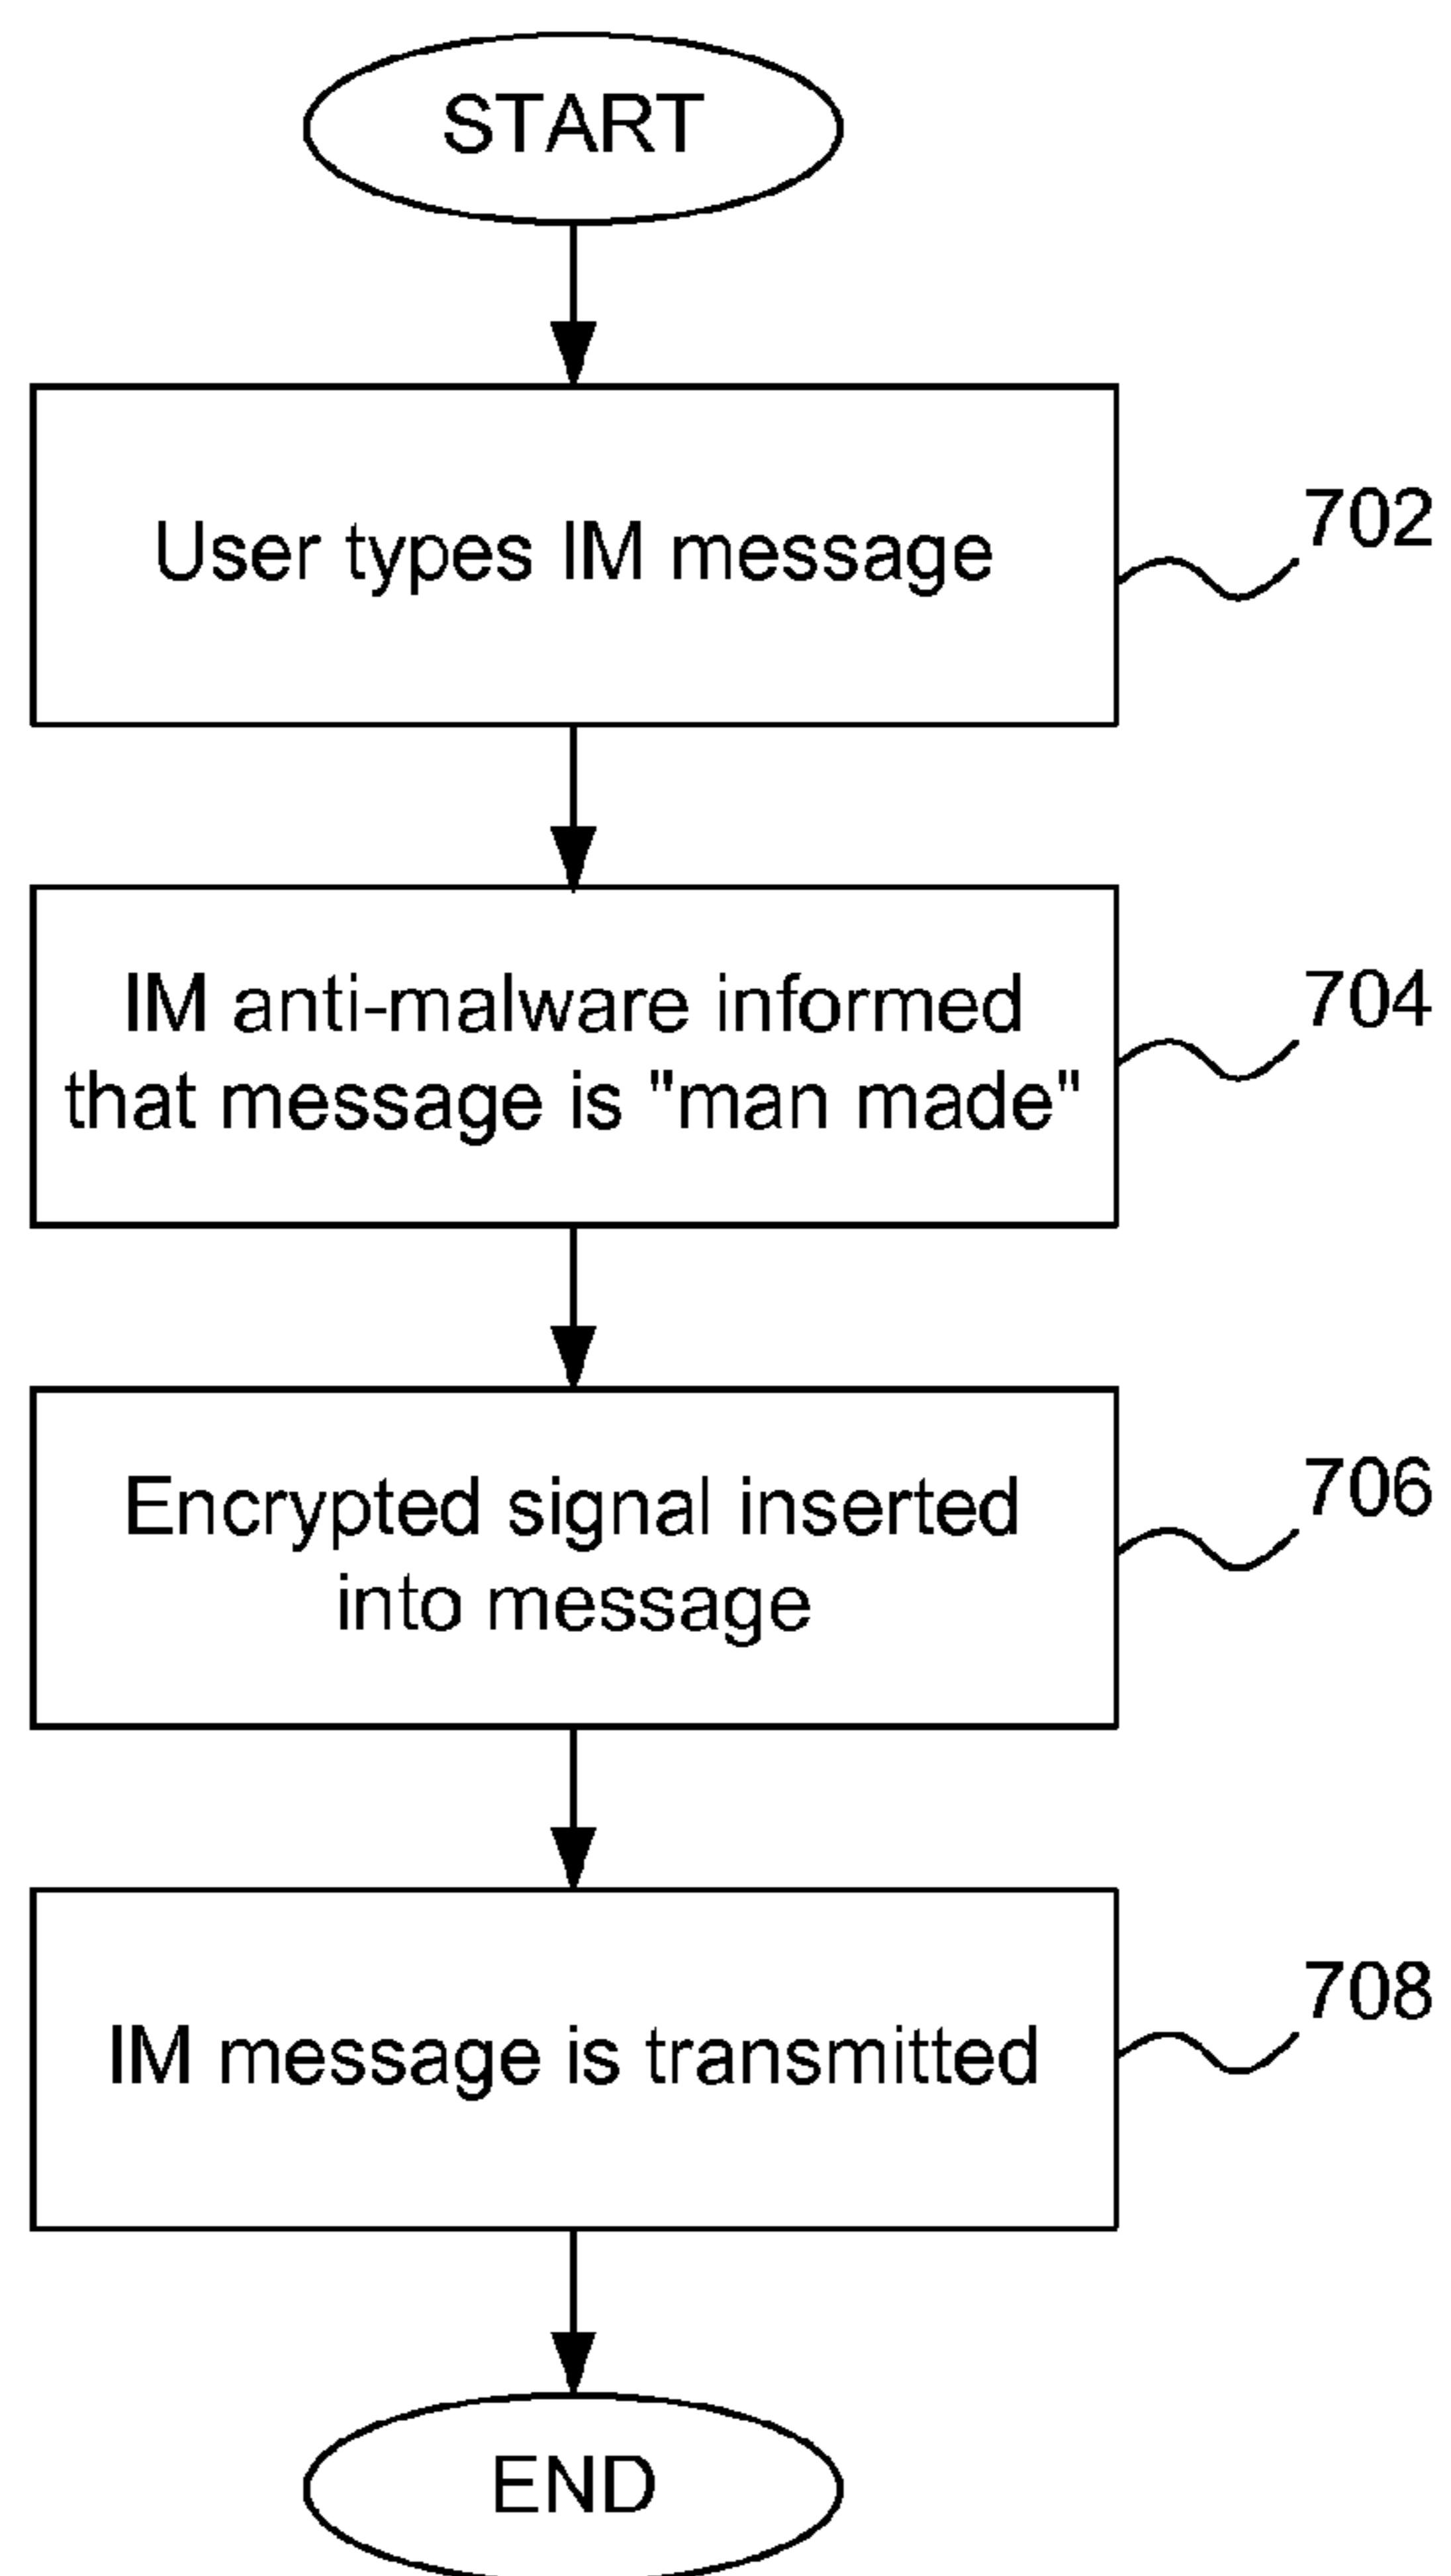 START
User types IM message
702
IM anti-malware informed
that message is "man made"
704
Encrypted signal inserted
into message
706
IM message is transmitted
708
END